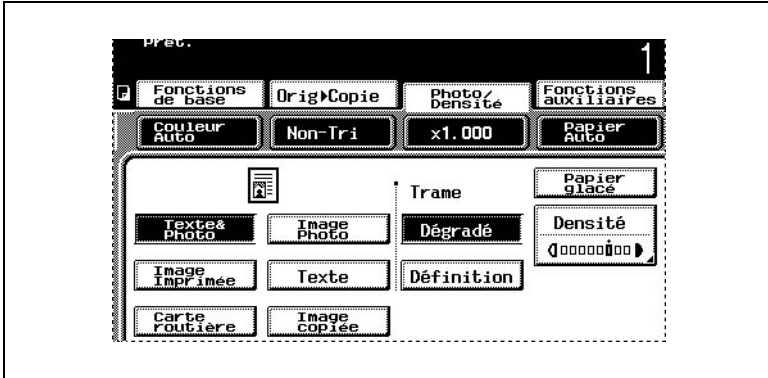 Prêt.
1
Fonctions
de base
Orig▸Copie
Photo/
Densité
Fonctions
auxiliaires
Couleur
Auto
Non-Tri
x1.000
Papier
Auto
Trame
Papier
glacé
Texte&
Photo
Image
Photo
Dégradé
Densité
Image
Imprimée
Texte
Définition
Carte
routière
Image
copiée